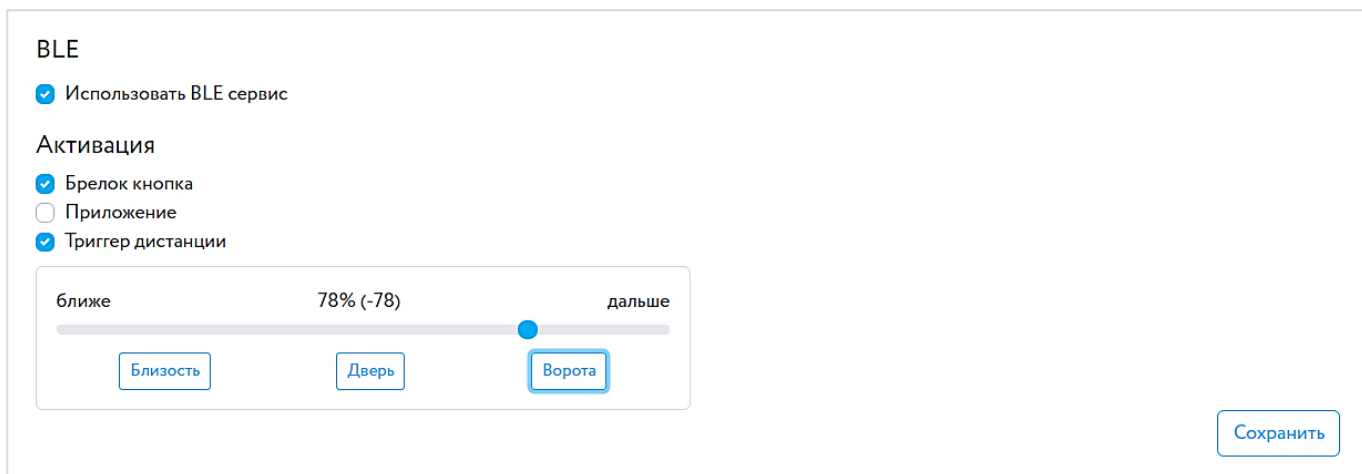 BLE
Использовать BLE сервис
Активация
Брелок кнопка
Приложение
Триггер дистанции
ближе 78% (-78) дальше
Близость Дверь Ворота
Сохранить